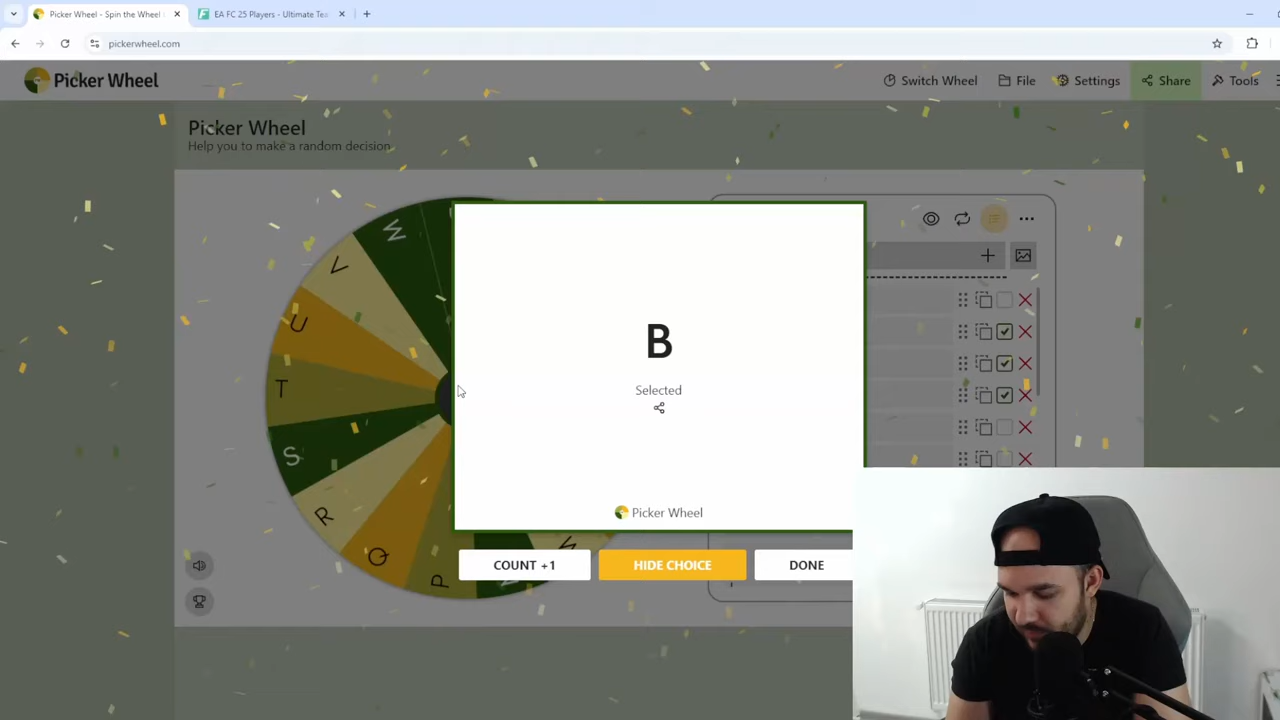 Picker Wheel - Spin the Wheel
EA FC 25 Players - Ultimate Tea
pickerwheel.com
Picker Wheel
Switch Wheel
File
Settings
Share
Tools
Picker Wheel
Help you to make a random decision
W
V
U
T
S
R
Q
P
B
Selected
Picker Wheel
COUNT +1
HIDE CHOICE
DONE